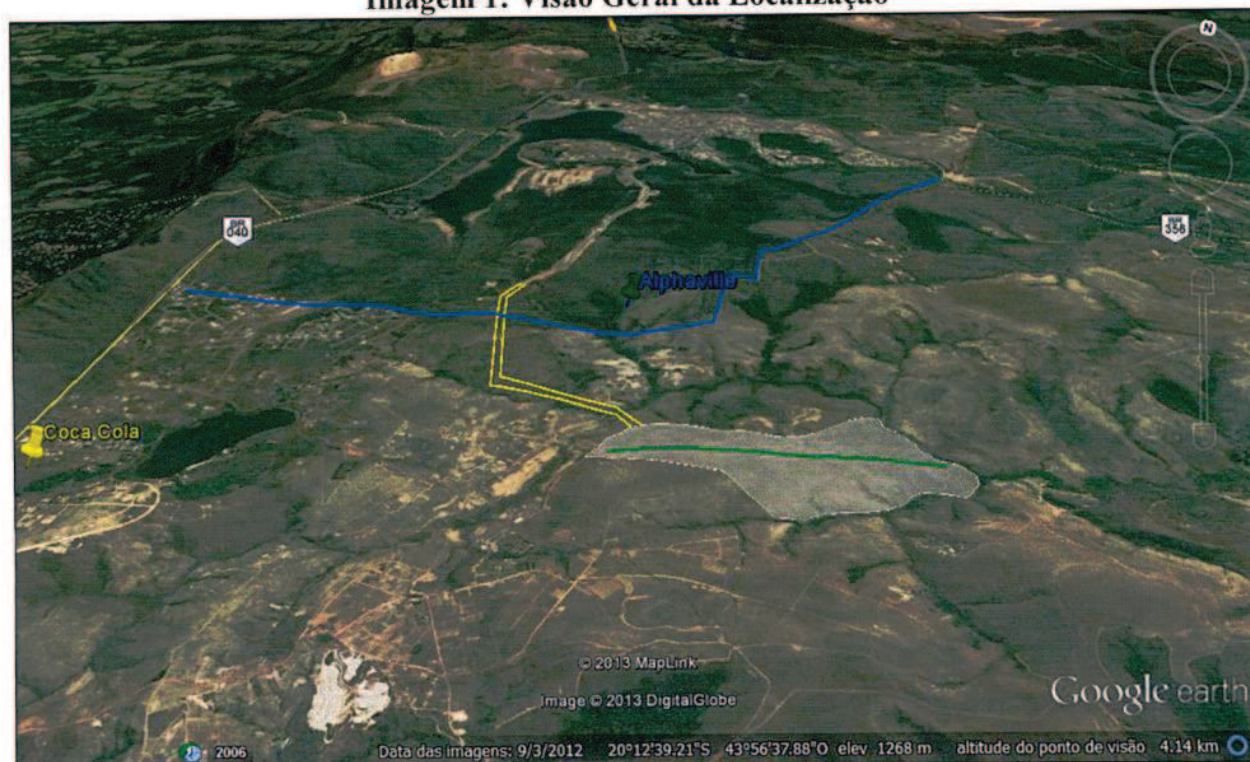 Imagem 1: Visão Geral da Localização
N
BR
040
BR
356
Alphaville
Coca Cola
© 2013 MapLink
Image © 2013 DigitalGlobe
Google earth
2006
Data das imagens: 9/3/2012 20°12'39.21"S 43°56'37.88"O elev 1268 m altitude do ponto de visão 4.14 km